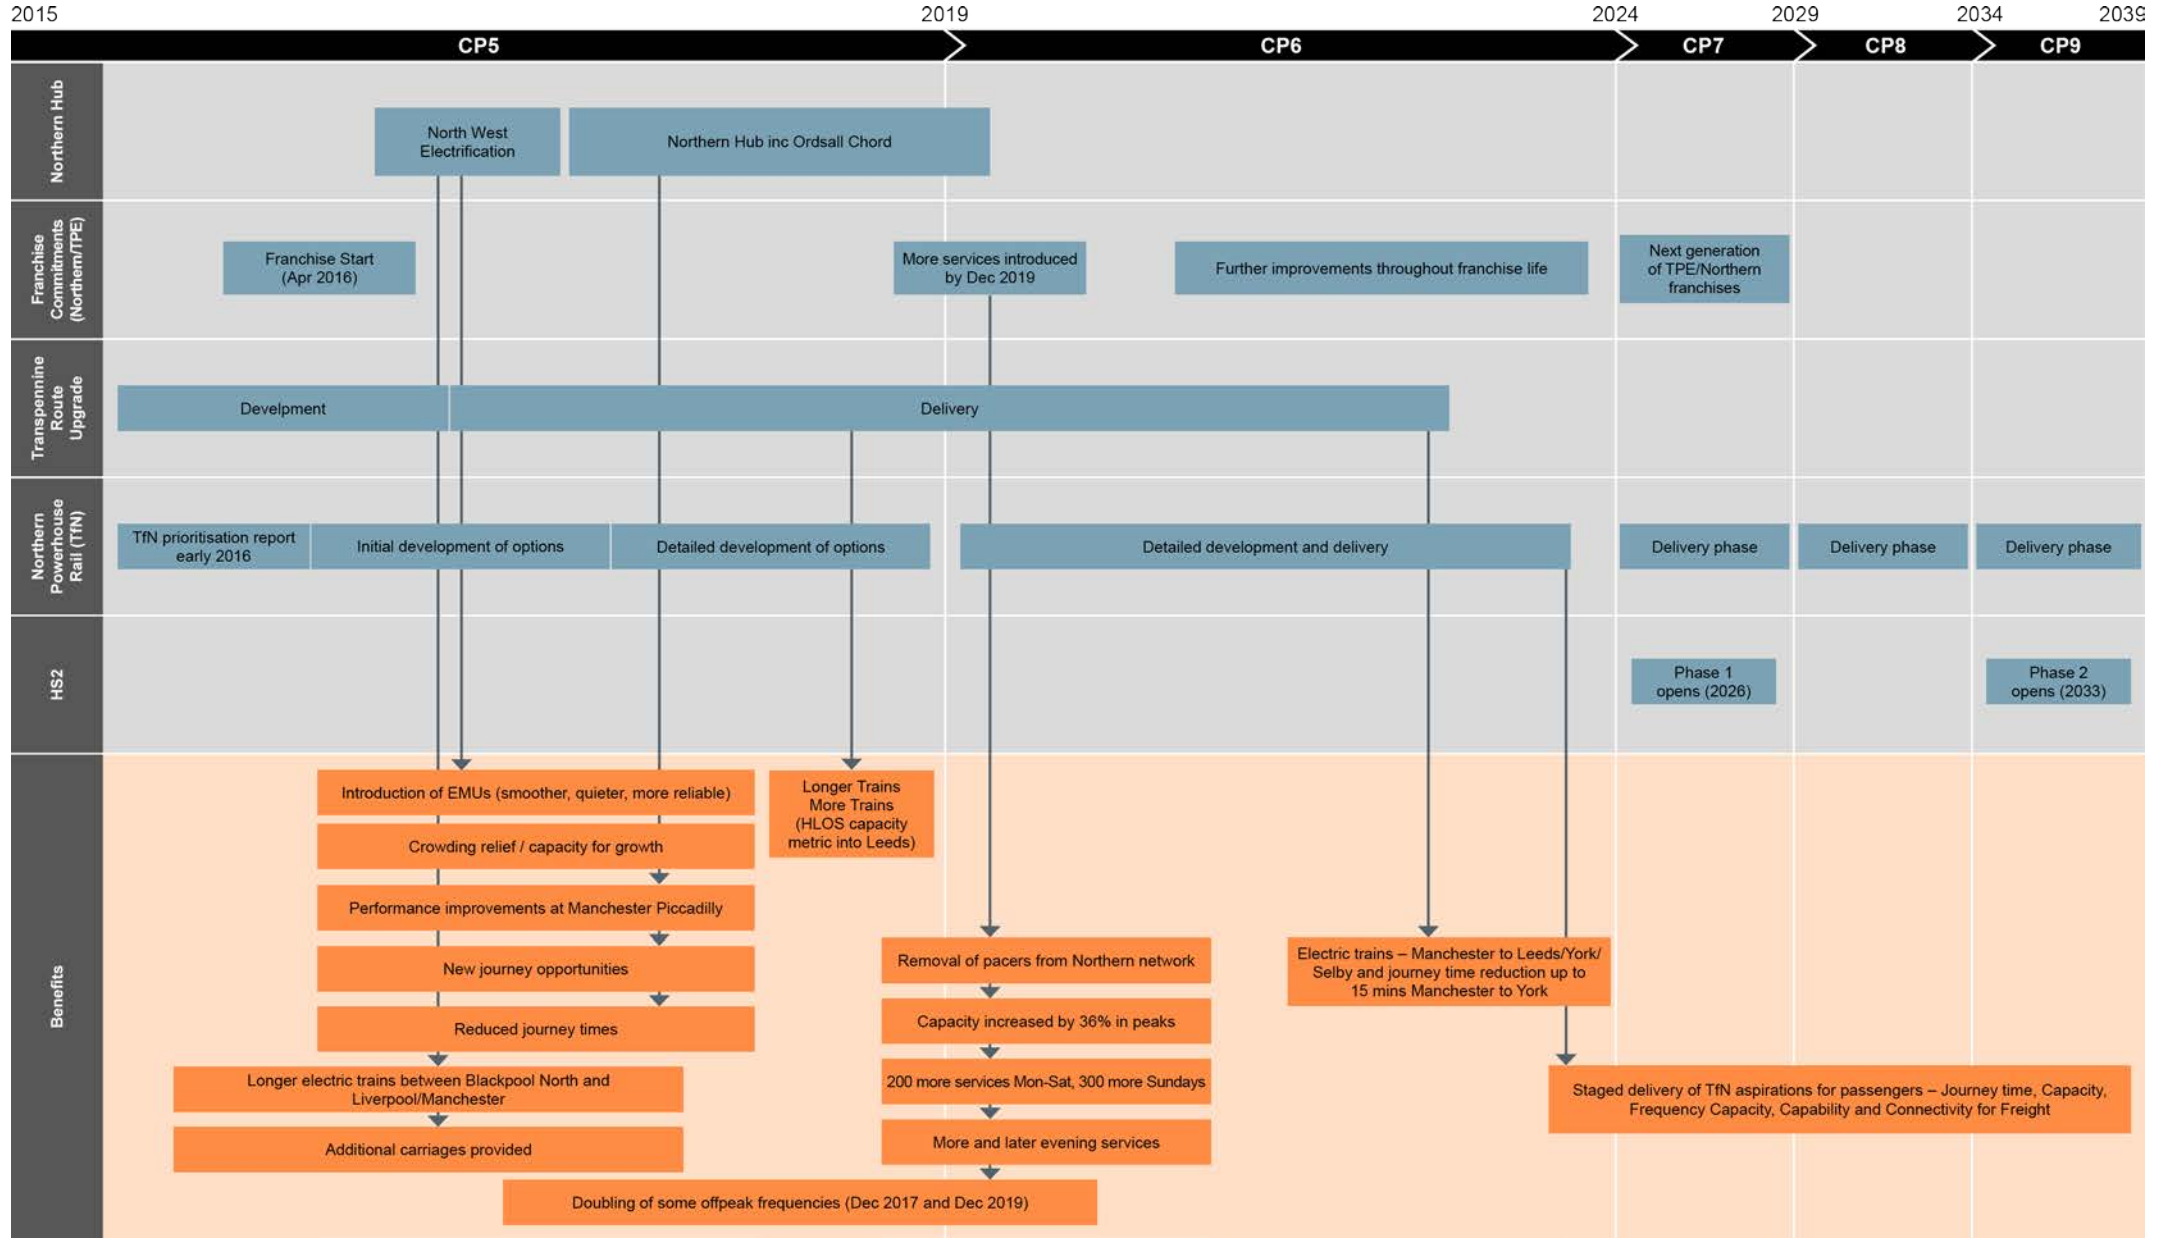 2015 2019 2024 2029 2034 2039
CP5 CP6 CP7 CP8 CP9
Northern Hub
North West
Electrification
Northern Hub inc Ordsall Chord
Franchise
Commitments
(Northern/TPE)
Franchise Start
(Apr 2016)
More services introduced
by Dec 2019
Further improvements throughout franchise life
Next generation
of TPE/Northern
franchises
Transpennine
Route
Upgrade
Develpment
Delivery
Northern
Powerhouse
Rail (TfN)
TfN prioritisation report
early 2016
Initial development of options
Detailed development of options
Detailed development and delivery
Delivery phase
Delivery phase
Delivery phase
HS2
Phase 1
opens (2026)
Phase 2
opens (2033)
Benefits
Introduction of EMUs (smoother, quieter, more reliable)
Crowding relief / capacity for growth
Performance improvements at Manchester Piccadilly
New journey opportunities
Reduced journey times
Longer electric trains between Blackpool North and
Liverpool/Manchester
Additional carriages provided
Longer Trains
More Trains
(HLOS capacity
metric into Leeds)
Removal of pacers from Northern network
Capacity increased by 36% in peaks
200 more services Mon-Sat, 300 more Sundays
More and later evening services
Doubling of some offpeak frequencies (Dec 2017 and Dec 2019)
Electric trains – Manchester to Leeds/York/
Selby and journey time reduction up to
15 mins Manchester to York
Staged delivery of TfN aspirations for passengers – Journey time, Capacity,
Frequency Capacity, Capability and Connectivity for Freight